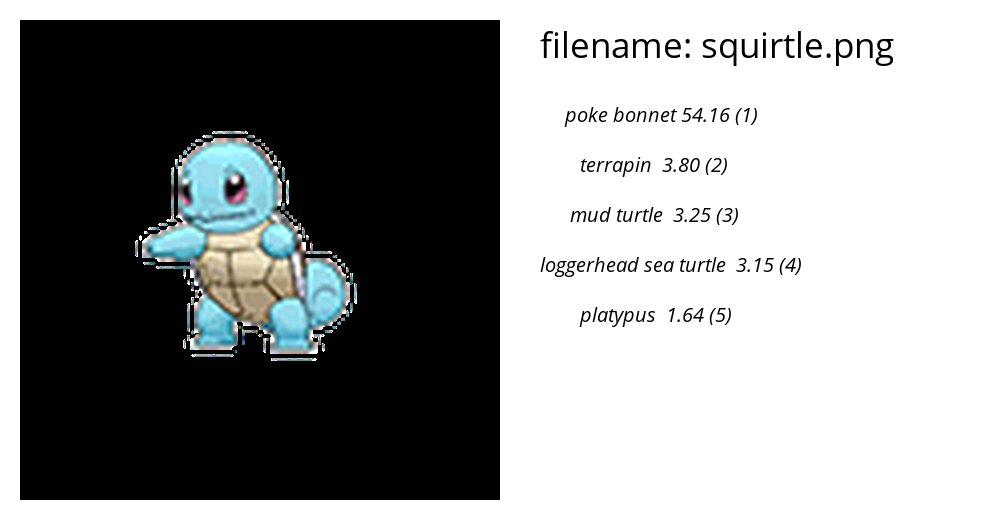 filename: squirtle.png
poke bonnet 54.16 (1)
terrapin 3.80 (2)
mud turtle 3.25 (3)
loggerhead sea turtle 3.15 (4)
platypus 1.64 (5)